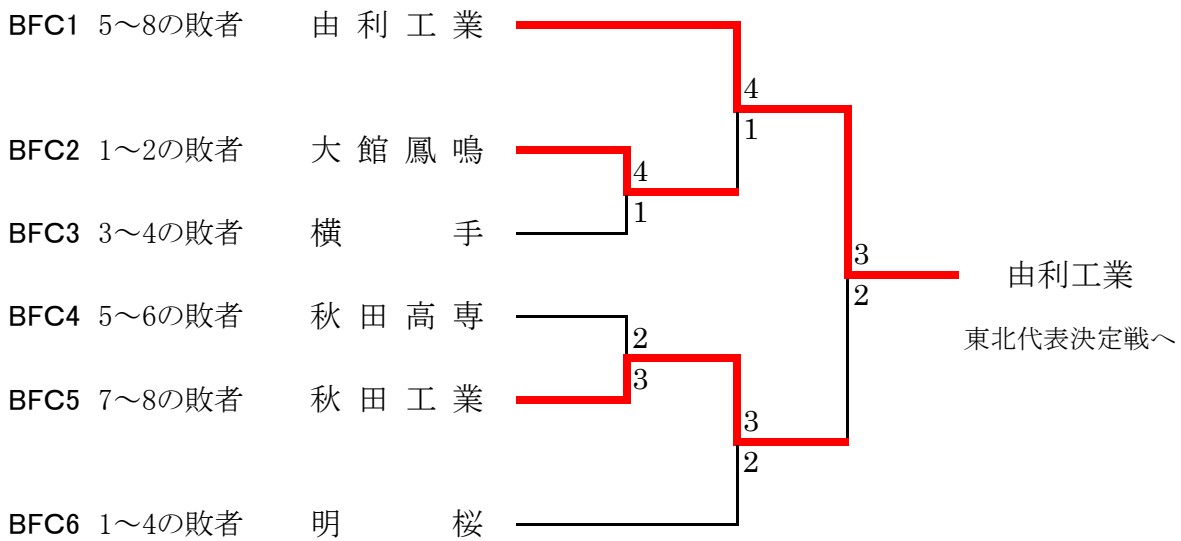 BFC1 5～8の敗者 由利工業
4
1
BFC2 1～2の敗者 大館鳳鳴
4
1
BFC3 3～4の敗者 横手
3
2
由利工業
東北代表決定戦へ
BFC4 5～6の敗者 秋田高専
2
3
BFC5 7～8の敗者 秋田工業
3
2
BFC6 1～4の敗者 明桜